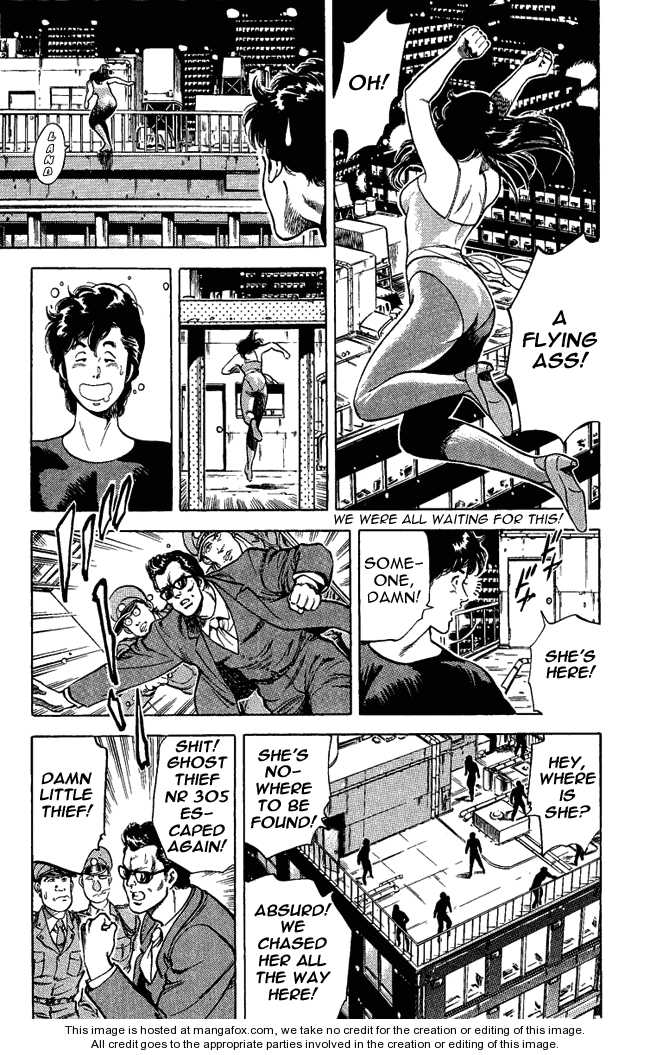 OH!
A
FLYING
ASS!
L
A
N
D
WE WERE ALL WAITING FOR THIS!
SHE'S
HERE!
SOME-
ONE,
DAMN!
HEY,
WHERE
IS
SHE?
SHE'S
NO-
WHERE
TO BE
FOUND!
ABSURD!
WE
CHASED
HER ALL
THE WAY
HERE!
SHIT!
GHOST
THIEF
NR 305
ES-
CAPED
AGAIN!
DAMN
LITTLE
THIEF!
This image is hosted at mangafox.com, we take no credit for the creation or editing of this image.
All credit goes to the appropriate parties involved in the creation or editing of this image.